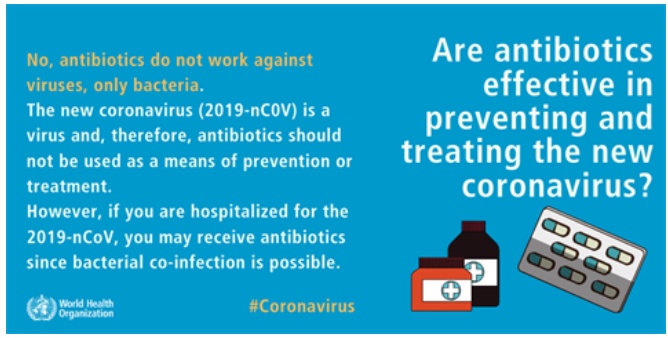 No, antibiotics do not work against
viruses, only bacteria.
The new coronavirus (2019-nC0V) is a
virus and, therefore, antibiotics should
not be used as a means of prevention or
treatment.
However, if you are hospitalized for the
2019-nCoV, you may receive antibiotics
since bacterial co-infection is possible.
World Health
Organization
#Coronavirus
Are antibiotics
effective in
preventing and
treating the new
coronavirus?